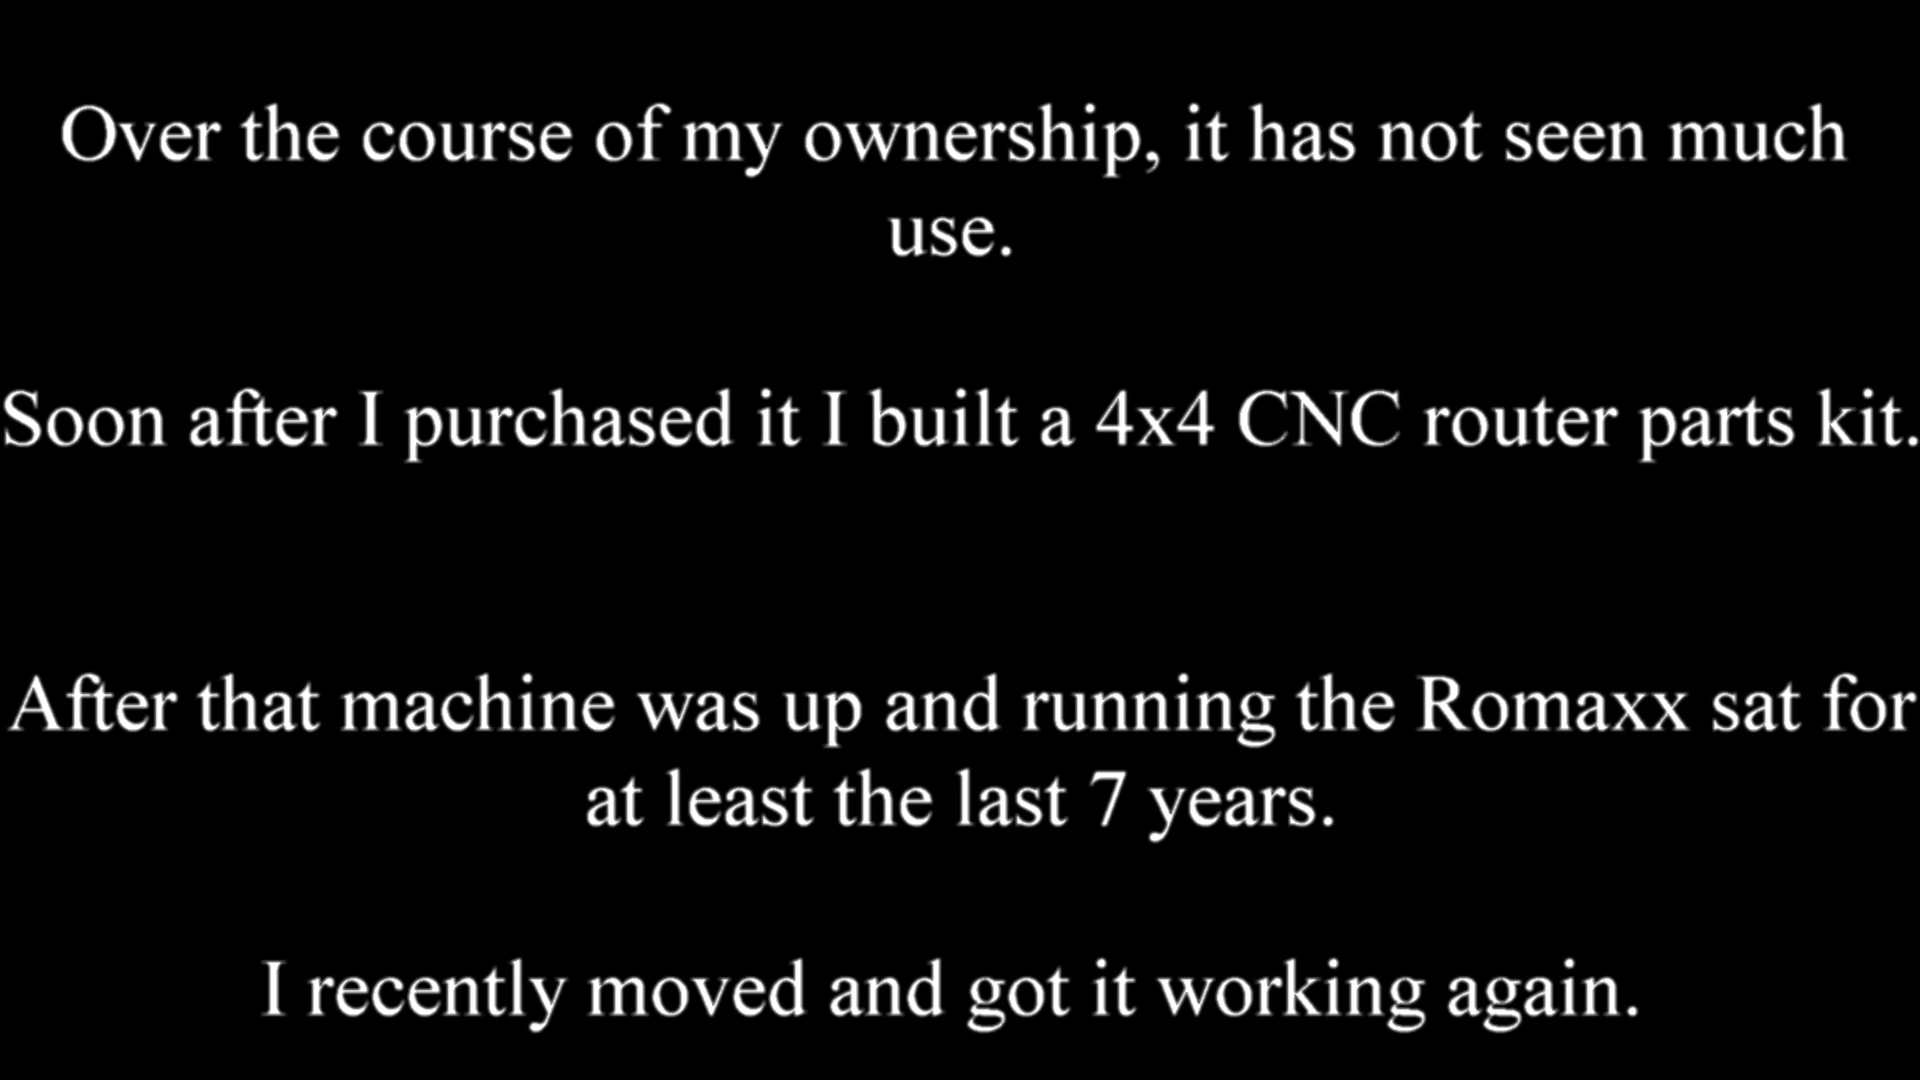 Over the course of my ownership, it has not seen much
use.
Soon after I purchased it I built a 4x4 CNC router parts kit.
After that machine was up and running the Romaxx sat for
at least the last 7 years.
I recently moved and got it working again.